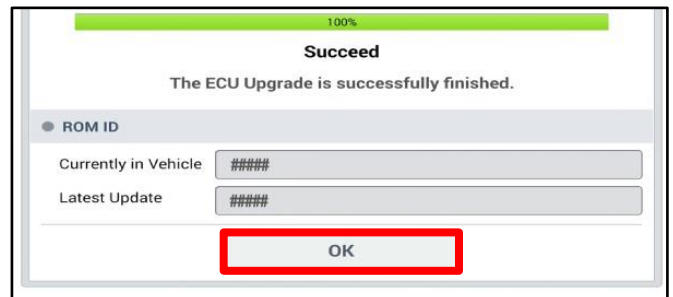 100%
Succeed
The ECU Upgrade is successfully finished.
ROM ID
Currently in Vehicle #####
Latest Update #####
OK